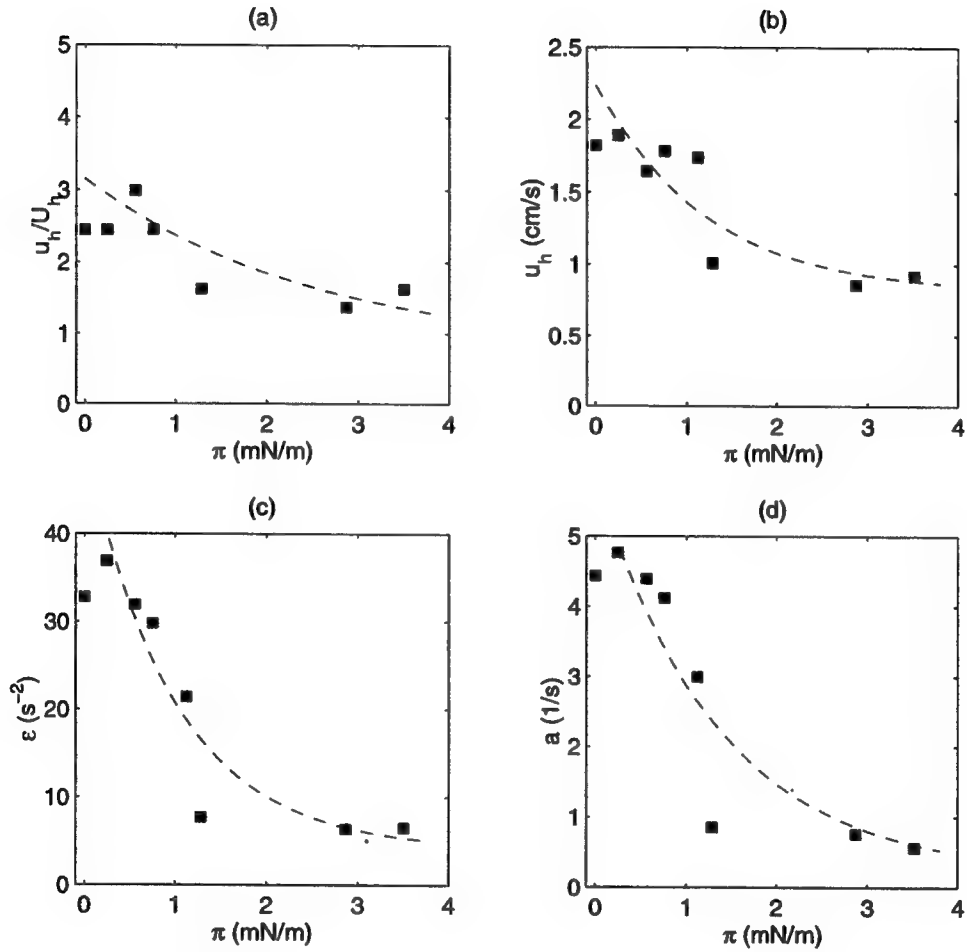 (a)
5
4
3
2
1
0
u_h/U_h
0 1 2 3 4
π (mN/m)
(b)
2.5
2
1.5
1
0.5
0
u_h (cm/s)
0 1 2 3 4
π (mN/m)
(c)
40
30
20
10
0
ε (s⁻²)
0 1 2 3 4
π (mN/m)
(d)
5
4
3
2
1
0
a (1/s)
0 1 2 3 4
π (mN/m)